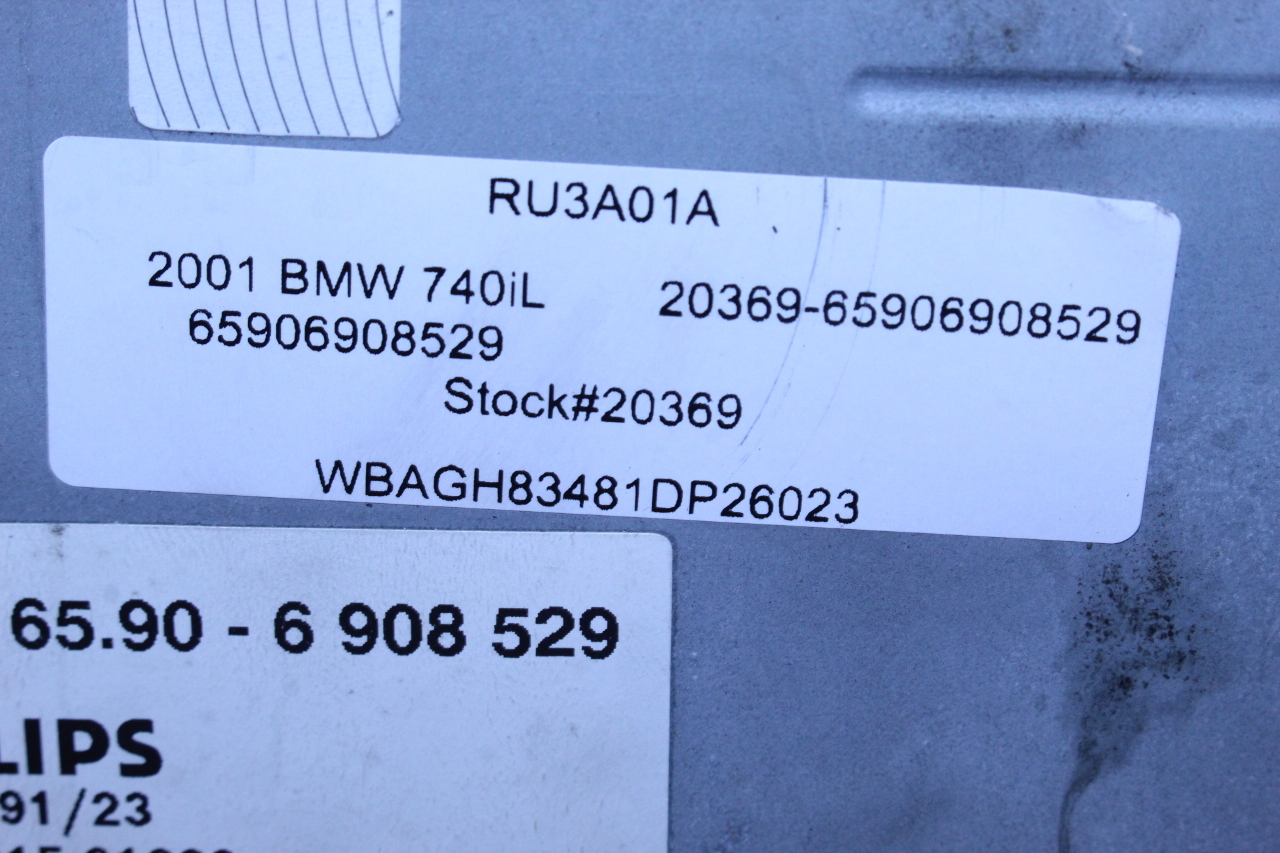 RU3A01A
2001 BMW 740iL 20369-65906908529
65906908529
Stock#20369
WBAGH83481DP26023
65.90 - 6 908 529
LIPS
91/23